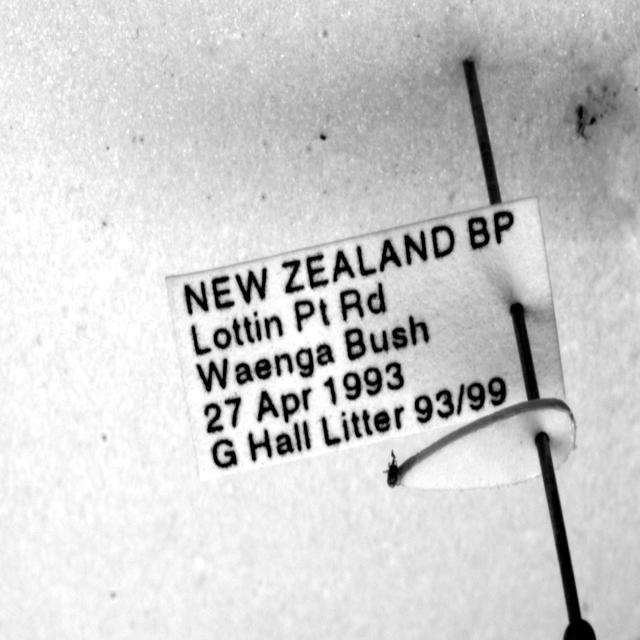 NEW ZEALAND BP
Lottin Pt Rd
Waenga Bush
27 Apr 1993
G Hall Litter 93/99